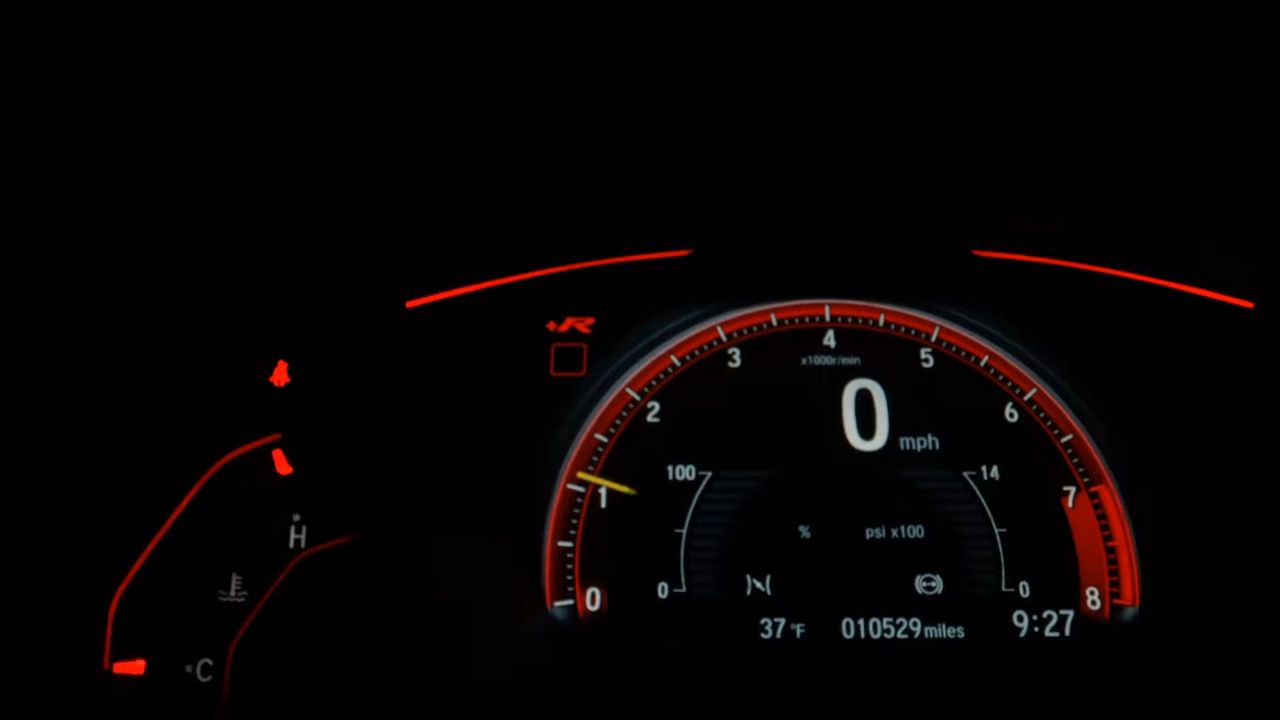 +R
4
3 5
x1000r/min
2 0 mph 6
100 14
1 7
% psi x100
H
0 0
0 8
37 °F 010529 miles 9:27
C